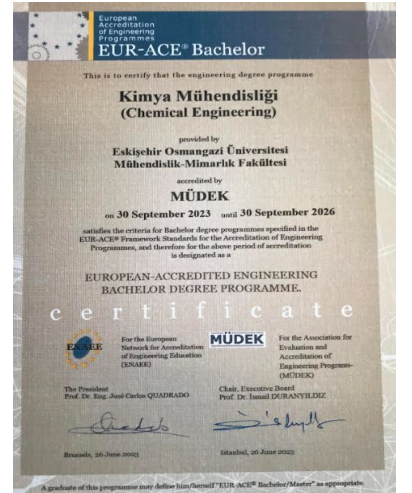 European
Accreditation
of Engineering
Programmes
EUR-ACE® Bachelor
This is to certify that the engineering degree programme
Kimya Mühendisliği
(Chemical Engineering)
provided by
Eskişehir Osmangazi Üniversitesi
Mühendislik-Mimarlık Fakültesi
accredited by
MÜDEK
on 30 September 2023 until 30 September 2026
satisfies the criteria for Bachelor degree programmes specified in the
EUR-ACE® Framework Standards for the Accreditation of Engineering
Programmes, and therefore for the above period of accreditation
is designated as a
EUROPEAN-ACCREDITED ENGINEERING
BACHELOR DEGREE PROGRAMME.
certificate
ENAEE
For the European
Network for Accreditation
of Engineering Education
(ENAEE)
MÜDEK
For the Association for
Evaluation and
Accreditation of
Engineering Programs-
(MÜDEK)
The President
Prof. Dr. Eng. José Carlos QUADRADO
Chair, Executive Board
Prof. Dr. Ismail DURANYILDIZ
Brussels, 26 June 2023
Istanbul, 26 June 2023
A graduate of this programme may define him/herself "EUR-ACE® Bachelor/Master" as appropriate